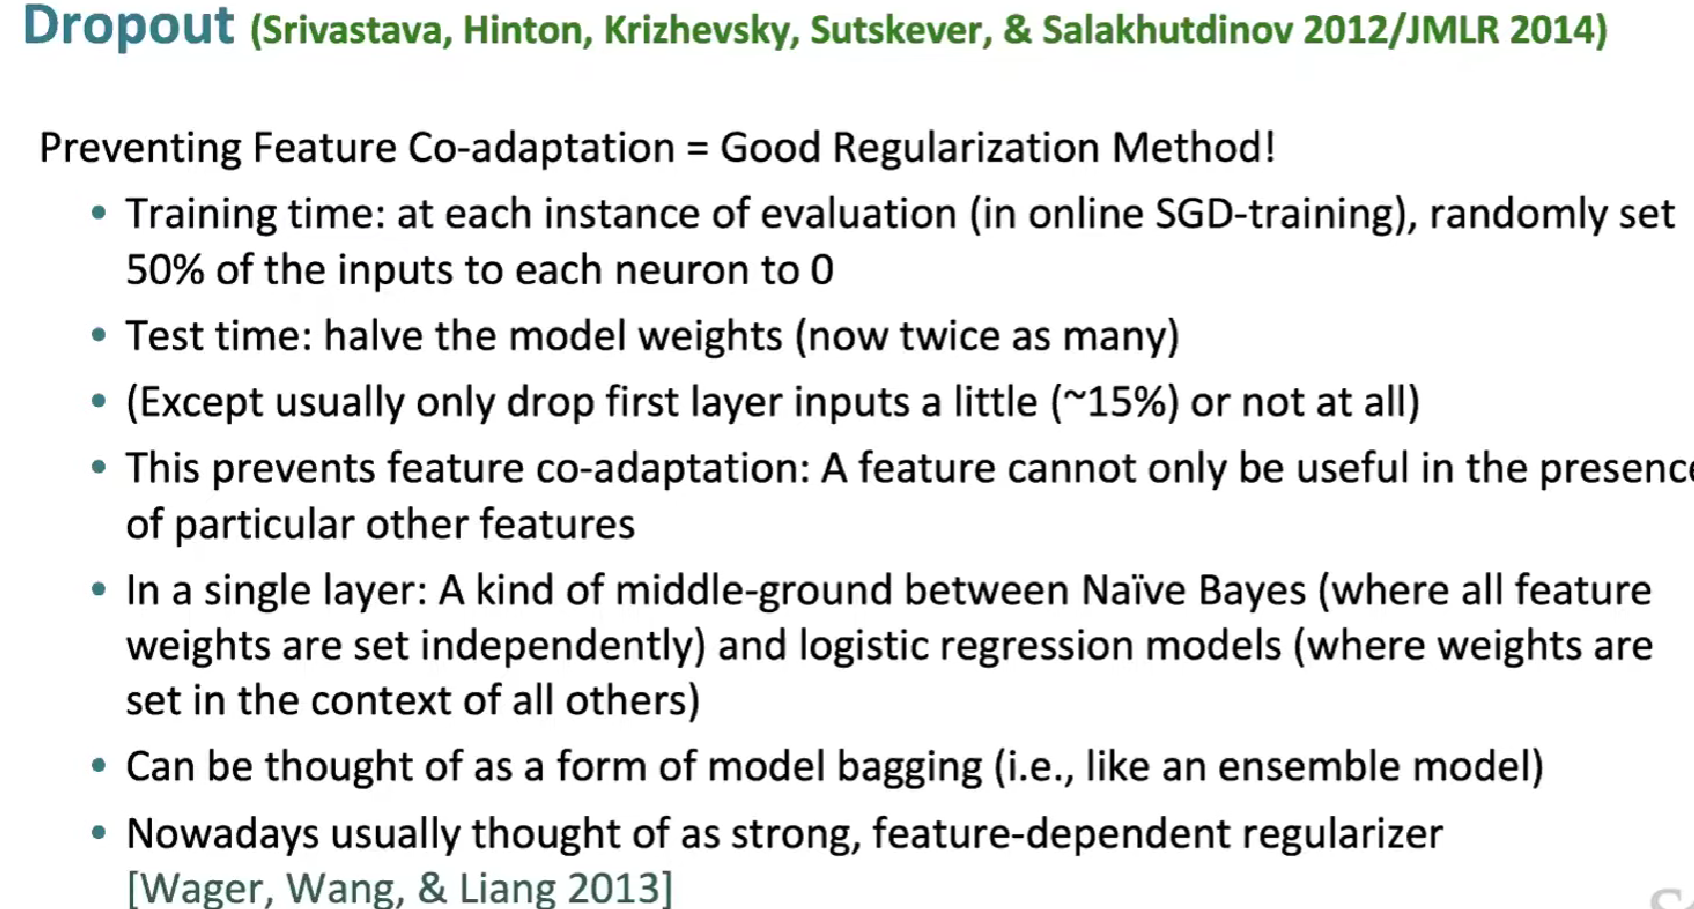 Dropout (Srivastava, Hinton, Krizhevsky, Sutskever, & Salakhutdinov 2012/JMLR 2014)
Preventing Feature Co-adaptation = Good Regularization Method!
• Training time: at each instance of evaluation (in online SGD-training), randomly set
50% of the inputs to each neuron to 0
• Test time: halve the model weights (now twice as many)
• (Except usually only drop first layer inputs a little (~15%) or not at all)
• This prevents feature co-adaptation: A feature cannot only be useful in the presence
of particular other features
• In a single layer: A kind of middle-ground between Naïve Bayes (where all feature
weights are set independently) and logistic regression models (where weights are
set in the context of all others)
• Can be thought of as a form of model bagging (i.e., like an ensemble model)
• Nowadays usually thought of as strong, feature-dependent regularizer
[Wager, Wang, & Liang 2013]